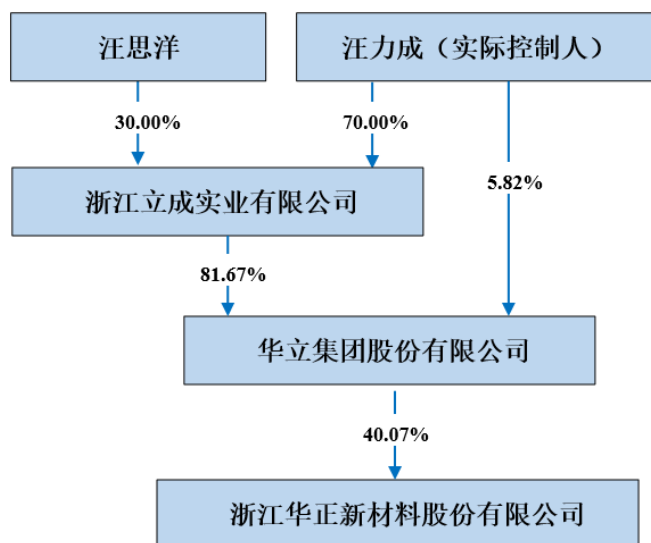 汪思洋
汪力成（实际控制人）
30.00%
70.00%
5.82%
浙江立成实业有限公司
81.67%
华立集团股份有限公司
40.07%
浙江华正新材料股份有限公司